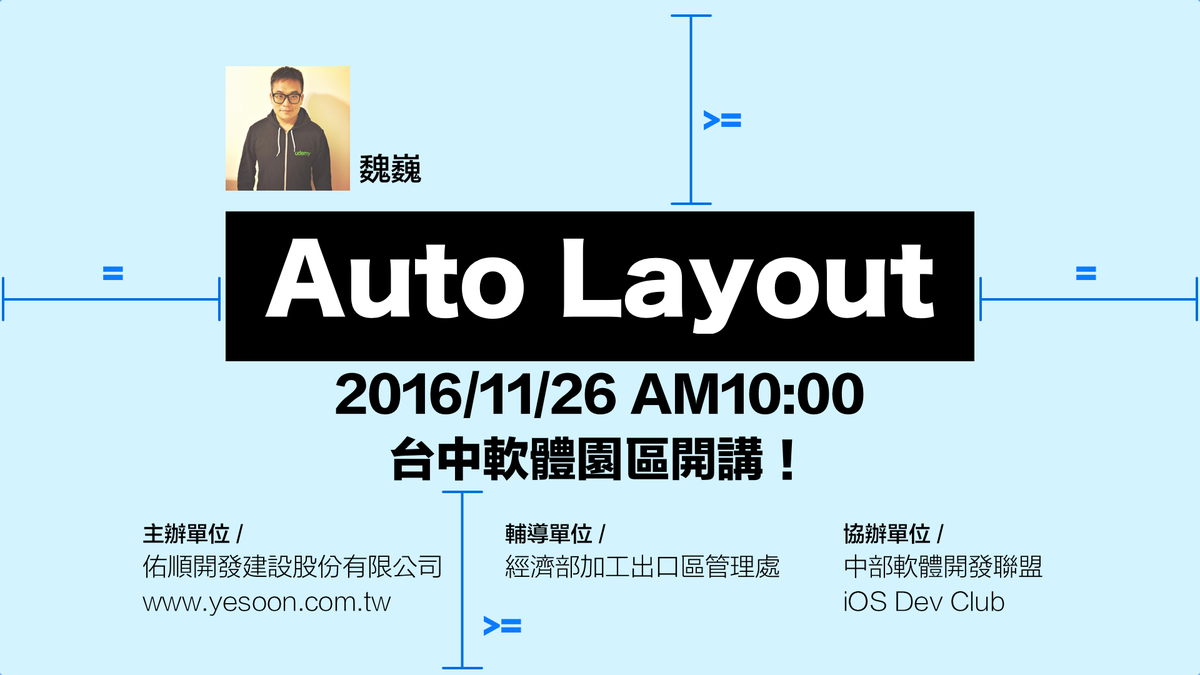 udemy
魏巍
>=
Auto Layout
=
=
2016/11/26 AM10:00
台中軟體園區開講！
主辦單位 /
佑順開發建設股份有限公司
www.yesoon.com.tw
輔導單位 /
經濟部加工出口區管理處
協辦單位 /
中部軟體開發聯盟
iOS Dev Club
>=